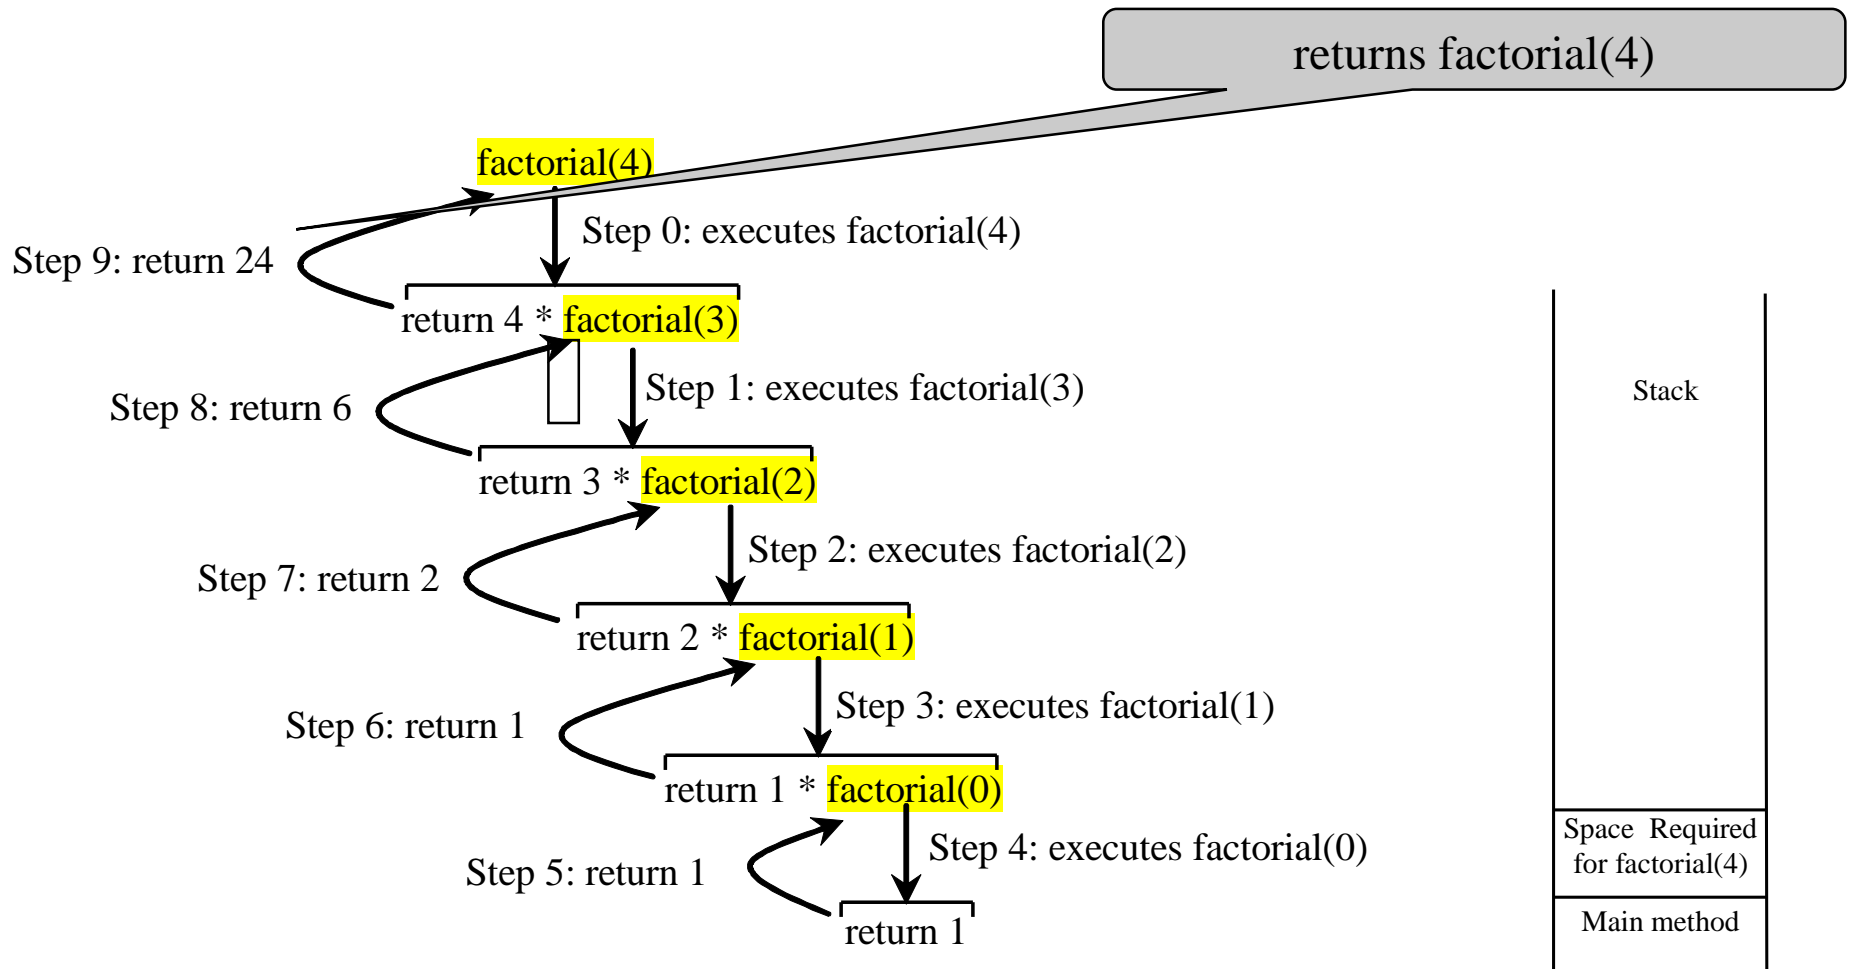 returns factorial(4)
factorial(4)
Step 0: executes factorial(4)
Step 9: return 24
return 4 * factorial(3)
Step 1: executes factorial(3)
Step 8: return 6
return 3 * factorial(2)
Step 2: executes factorial(2)
Step 7: return 2
return 2 * factorial(1)
Step 3: executes factorial(1)
Step 6: return 1
return 1 * factorial(0)
Step 4: executes factorial(0)
Step 5: return 1
return 1
Stack
Space Required
for factorial(4)
Main method